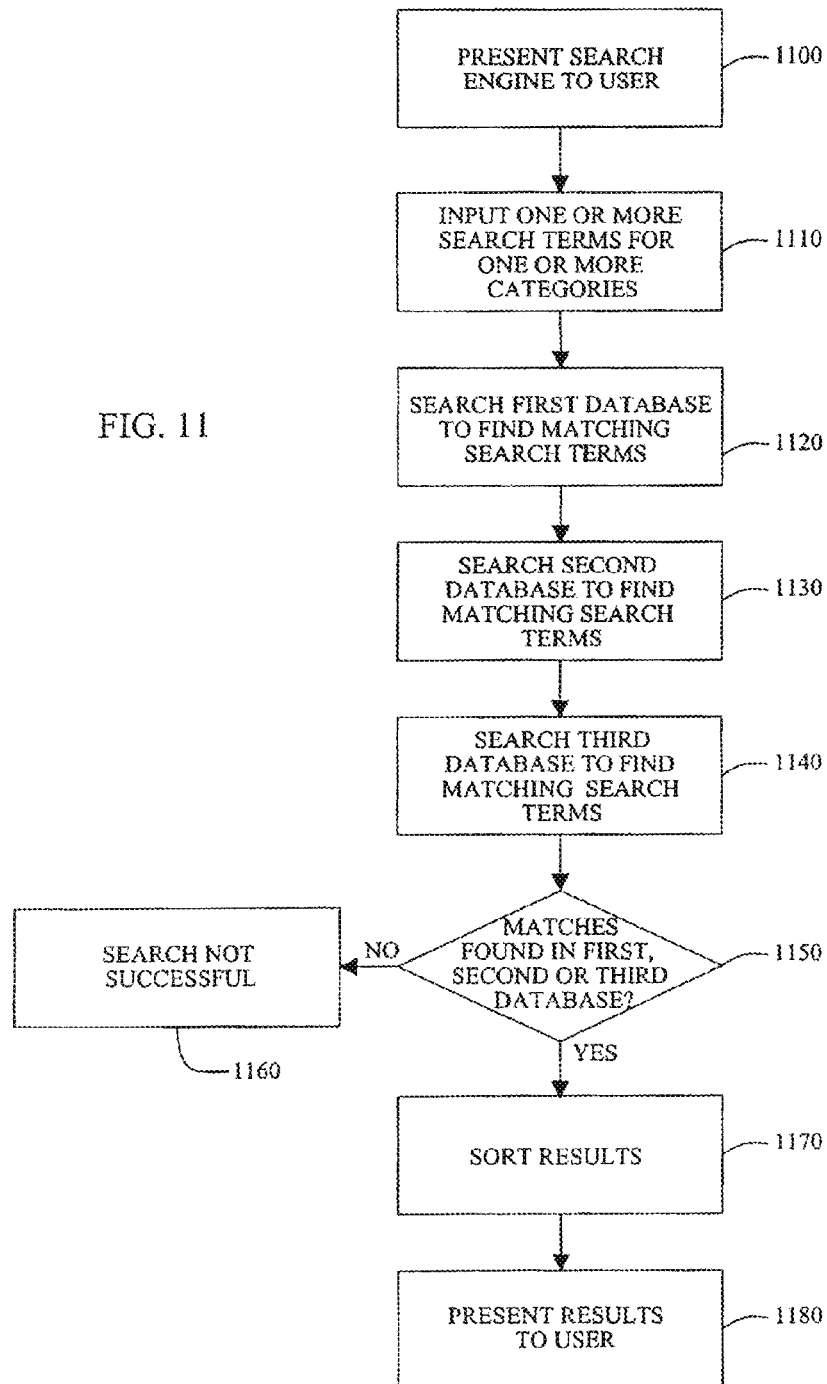 PRESENT SEARCH
ENGINE TO USER
1100
INPUT ONE OR MORE
SEARCH TERMS FOR
ONE OR MORE
CATEGORIES
1110
FIG. 11
SEARCH FIRST DATABASE
TO FIND MATCHING
SEARCH TERMS
1120
SEARCH SECOND
DATABASE TO FIND
MATCHING SEARCH
TERMS
1130
SEARCH THIRD
DATABASE TO FIND
MATCHING SEARCH
TERMS
1140
MATCHES
FOUND IN FIRST,
SECOND OR THIRD
DATABASE?
1150
NO
SEARCH NOT
SUCCESSFUL
1160
YES
SORT RESULTS
1170
PRESENT RESULTS
TO USER
1180